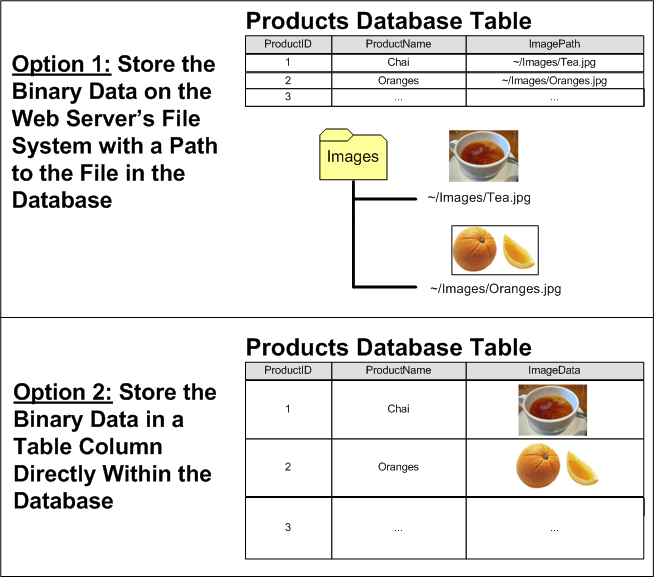 Products Database Table
ProductID ProductName ImagePath
1 Chai ~/Images/Tea.jpg
2 Oranges ~/Images/Oranges.jpg
3 ... ...
Option 1: Store the
Binary Data on the
Web Server's File
System with a Path
to the File in the
Database
Images
~/Images/Tea.jpg
~/Images/Oranges.jpg
Products Database Table
ProductID ProductName ImageData
1 Chai
2 Oranges
3 ... ...
Option 2: Store the
Binary Data in a
Table Column
Directly Within the
Database